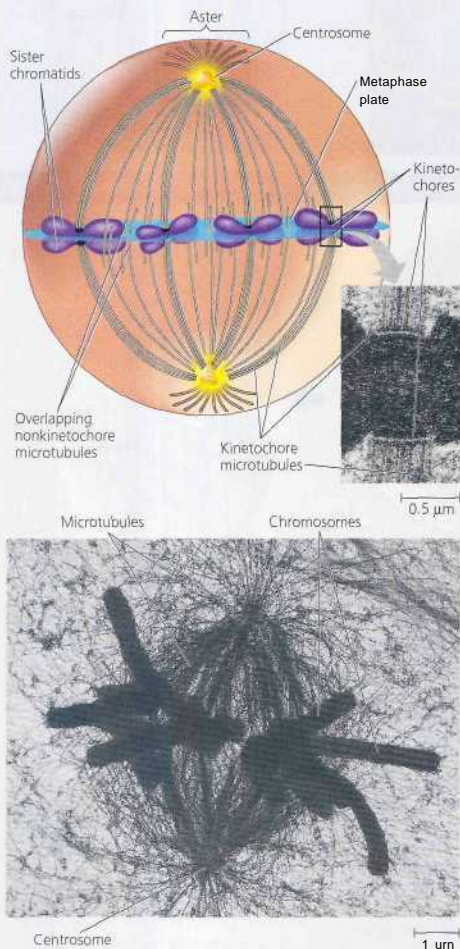 Aster
Centrosome
Sister
chromatids
Metaphase
plate
Kineto-
chores
Overlapping
nonkinetochore
microtubules
Kinetochore
microtubules
0.5 µm
Microtubules
Chromosomes
Centrosome
1 urn